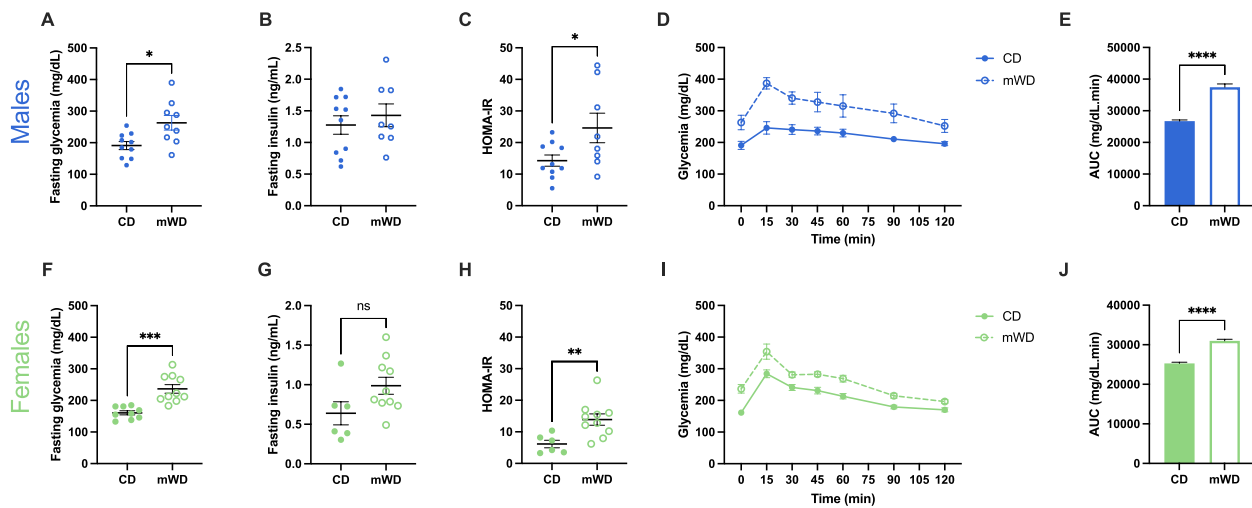 A
B
C
D
E
Males
Fasting glycemia (mg/dL)
500
400
300
200
100
0
*
CD
mWD
Fasting insulin (ng/mL)
2.5
2.0
1.5
1.0
0.5
0.0
CD
mWD
HOMA-IR
50
40
30
20
10
0
*
CD
mWD
Glycemia (mg/dL)
500
400
300
200
100
0
0 15 30 45 60 75 90 105 120
Time (min)
CD
mWD
AUC (mg/dL.min)
50000
40000
30000
20000
10000
0
****
CD
mWD
F
G
H
I
J
Females
Fasting glycemia (mg/dL)
500
400
300
200
100
0
***
CD
mWD
Fasting insulin (ng/mL)
2.0
1.5
1.0
0.5
0.0
ns
CD
mWD
HOMA-IR
50
40
30
20
10
0
**
CD
mWD
Glycemia (mg/dL)
500
400
300
200
100
0
0 15 30 45 60 75 90 105 120
Time (min)
CD
mWD
AUC (mg/dL.min)
40000
30000
20000
10000
0
****
CD
mWD